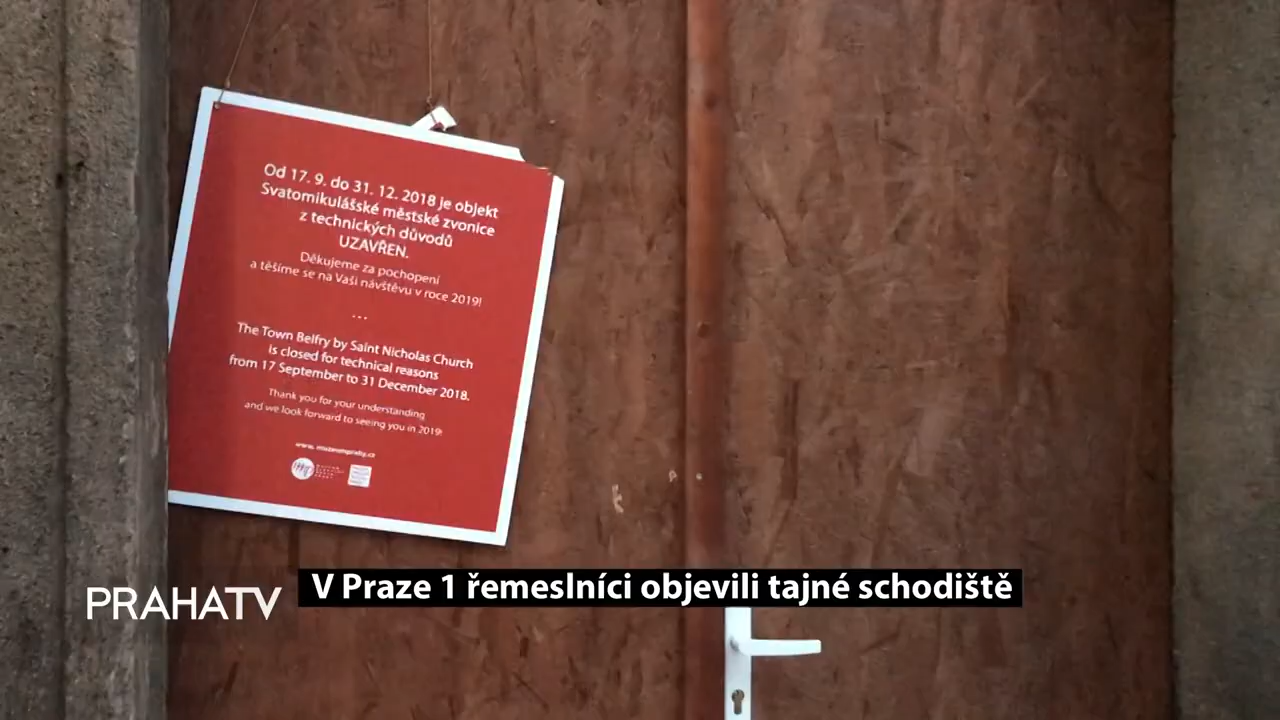 Od 17. 9. do 31. 12. 2018 je objekt
Svatomikulášské městské zvonice
z technických důvodů
UZAVŘEN.
Děkujeme za pochopení
a těšíme se na Vaši návštěvu v roce 2019!
...
The Town Belfry by Saint Nicholas Church
is closed for technical reasons
from 17 September to 31 December 2018.
Thank you for your understanding
and we look forward to seeing you in 2019!
www.muzeumprahy.cz
V Praze 1 řemeslníci objevili tajné schodiště
PRAHATV